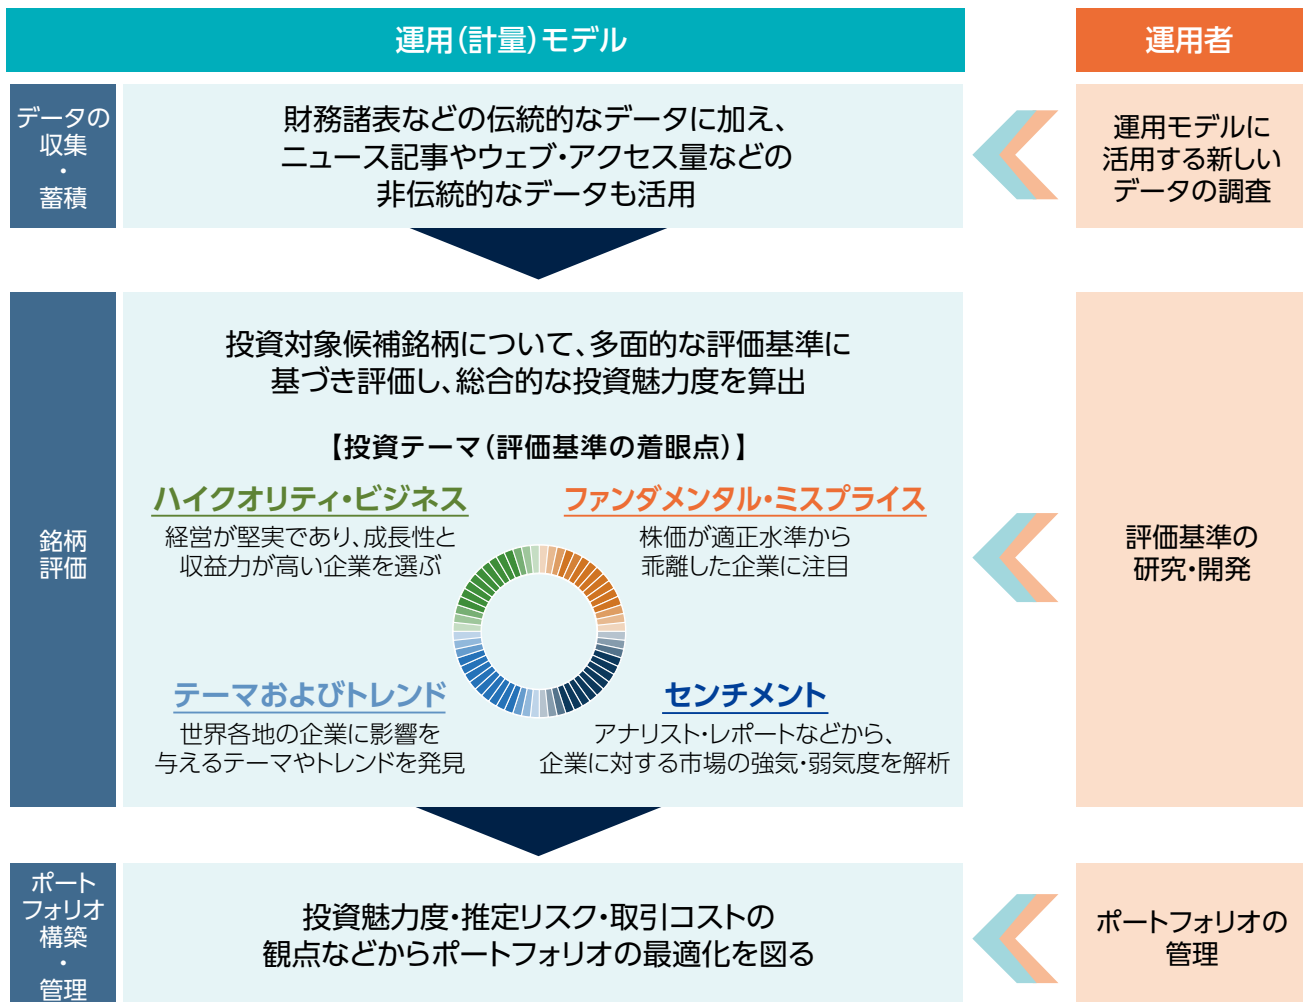 運用(計量)モデル
運用者
データの
収集
・
蓄積
財務諸表などの伝統的なデータに加え、
ニュース記事やウェブ・アクセス量などの
非伝統的なデータも活用
運用モデルに
活用する新しい
データの調査
銘柄
評価
投資対象候補銘柄について、多面的な評価基準に
基づき評価し、総合的な投資魅力度を算出
【投資テーマ(評価基準の着眼点)】
ハイクオリティ・ビジネス
経営が堅実であり、成長性と
収益力が高い企業を選ぶ
ファンダメンタル・ミスプライス
株価が適正水準から
乖離した企業に注目
テーマおよびトレンド
世界各地の企業に影響を
与えるテーマやトレンドを発見
センチメント
アナリスト・レポートなどから、
企業に対する市場の強気・弱気度を解析
評価基準の
研究・開発
ポート
フォリオ
構築
・
管理
投資魅力度・推定リスク・取引コストの
観点などからポートフォリオの最適化を図る
ポートフォリオの
管理